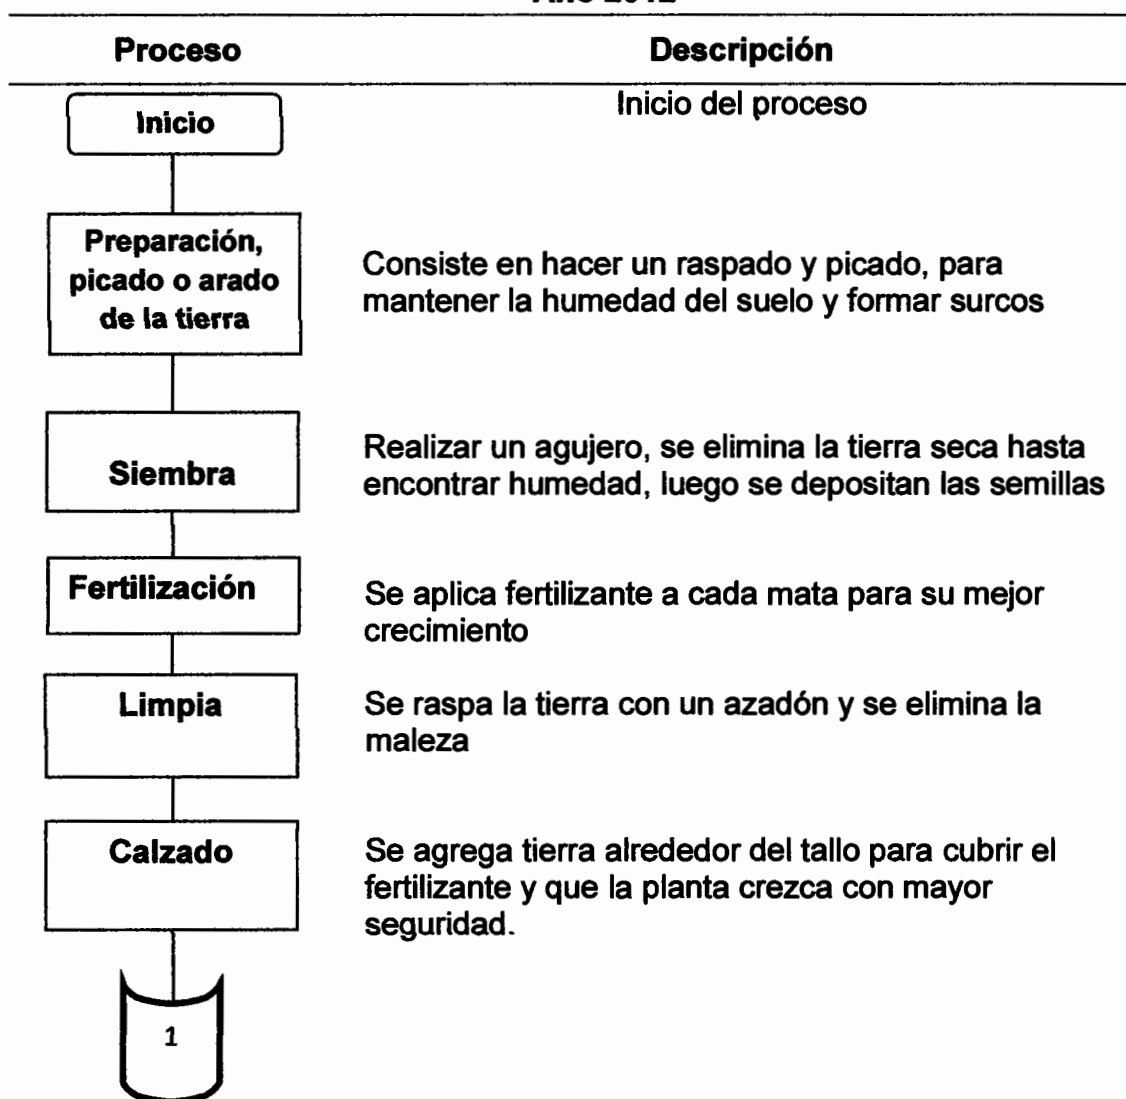 Proceso Descripción
Inicio
Inicio del proceso
Preparación,
picado o arado
de la tierra
Consiste en hacer un raspado y picado, para
mantener la humedad del suelo y formar surcos
Siembra
Realizar un agujero, se elimina la tierra seca hasta
encontrar humedad, luego se depositan las semillas
Fertilización
Se aplica fertilizante a cada mata para su mejor
crecimiento
Limpia
Se raspa la tierra con un azadón y se elimina la
maleza
Calzado
Se agrega tierra alrededor del tallo para cubrir el
fertilizante y que la planta crezca con mayor
seguridad.
1